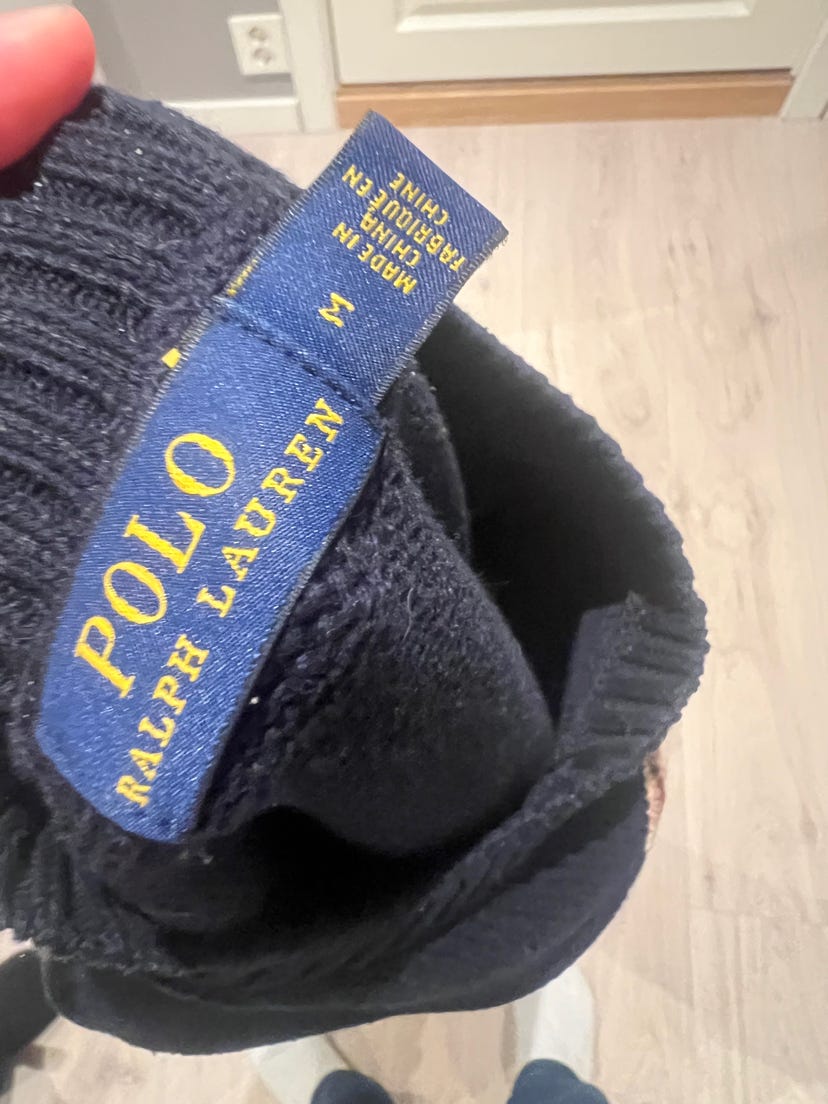 POLO
RALPH LAUREN
M
MADE IN
CHINA
FABRIQUÉ EN
CHINE